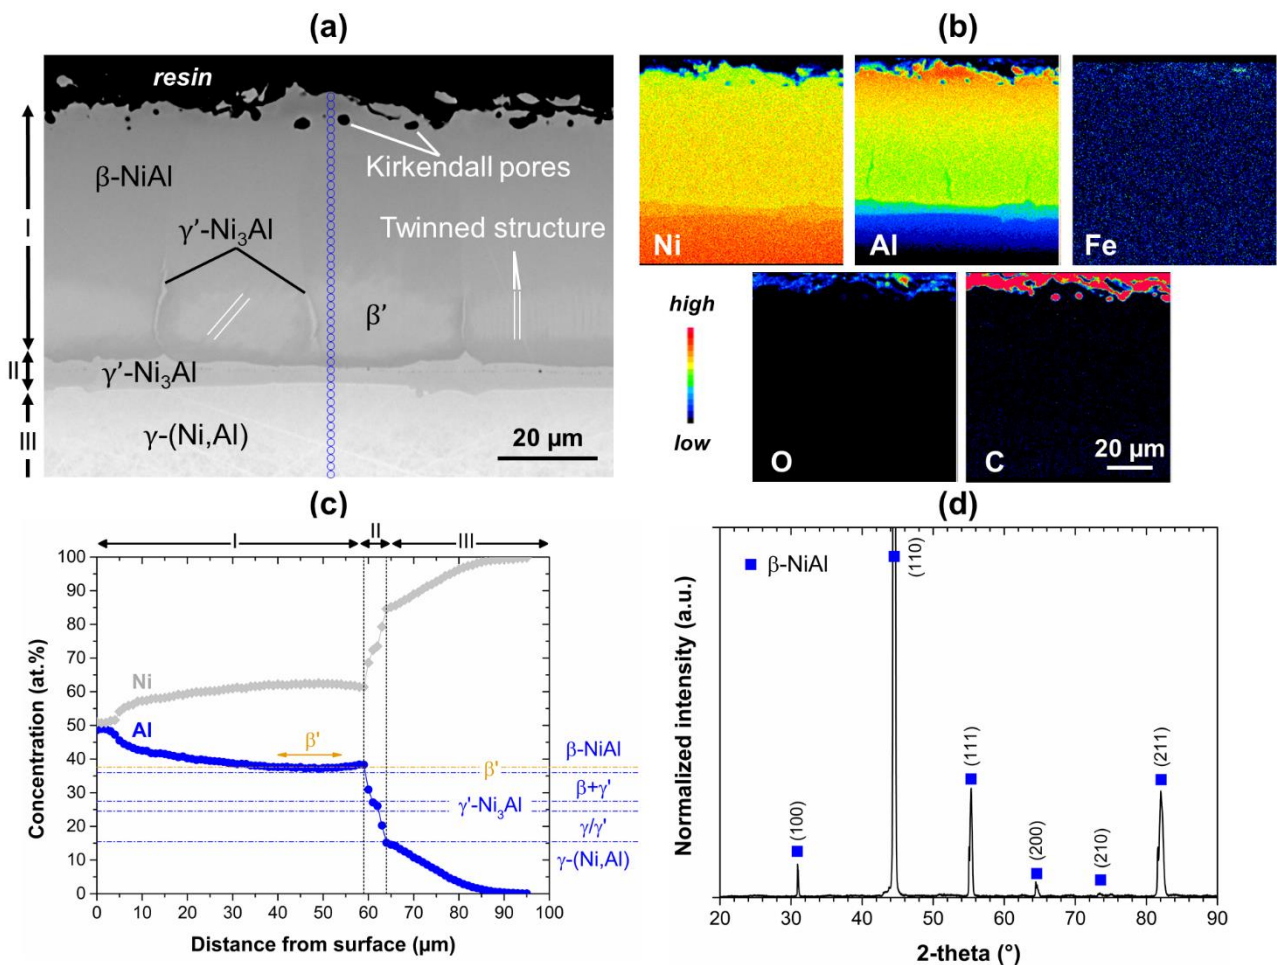 (a)
resin
Kirkendall pores
β-NiAl
I
γ’-Ni₃Al
Twinned structure
β’
II
γ’-Ni₃Al
III
γ-(Ni,Al)
20 µm
(b)
Ni
Al
Fe
high
low
O
C
20 µm
(c)
I
II
III
100
90
80
70
60
50
40
30
20
10
0
Concentration (at.%)
Ni
Al
β’
β-NiAl
β’
β+γ’
γ’-Ni₃Al
γ/γ’
γ-(Ni,Al)
0 10 20 30 40 50 60 70 80 90 100
Distance from surface (µm)
(d)
Normalized intensity (a.u.)
β-NiAl
(100)
(110)
(111)
(200)
(210)
(211)
20 30 40 50 60 70 80 90
2-theta (°)